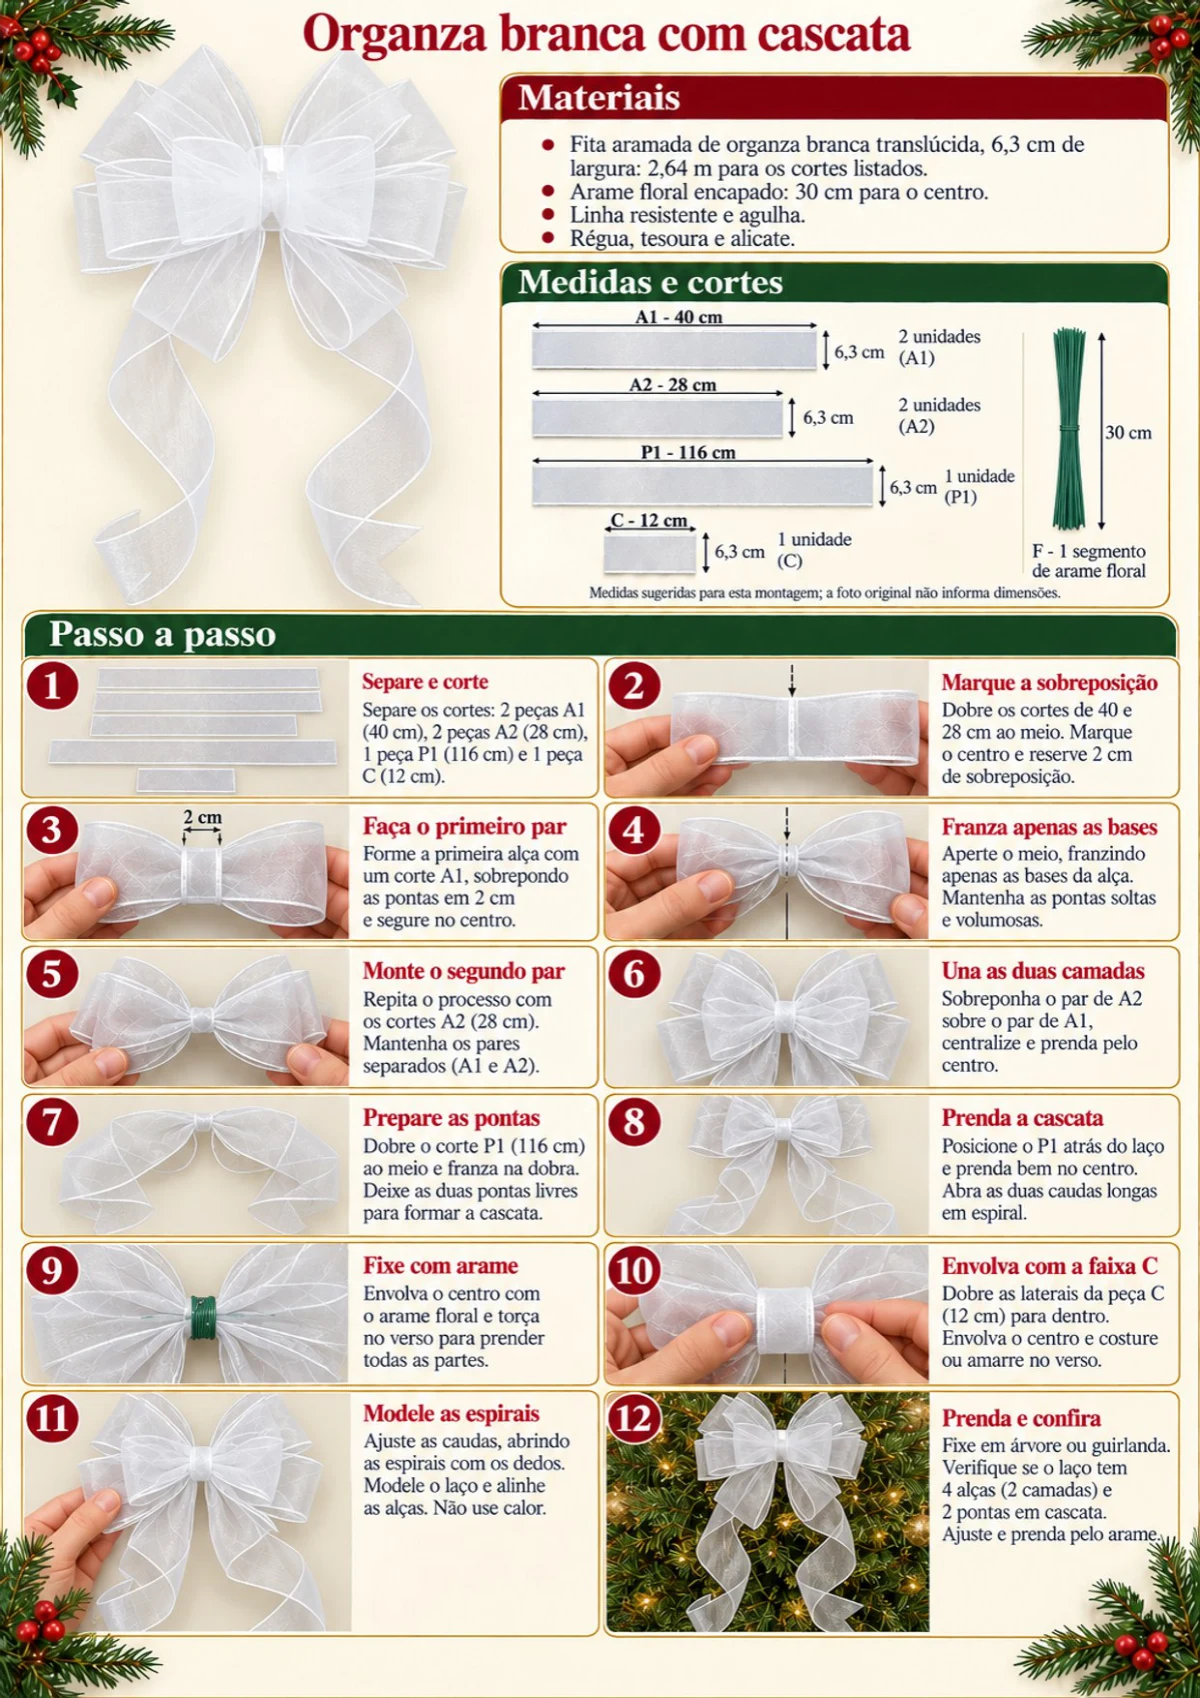 Organza branca com cascata
Materiais
● Fita aramada de organza branca translúcida, 6,3 cm de
largura: 2,64 m para os cortes listados.
● Arame floral encapado: 30 cm para o centro.
● Linha resistente e agulha.
● Régua, tesoura e alicate.
Medidas e cortes
A1 - 40 cm
6,3 cm
2 unidades
(A1)
A2 - 28 cm
6,3 cm
2 unidades
(A2)
P1 - 116 cm
6,3 cm
1 unidade
(P1)
C - 12 cm
6,3 cm
1 unidade
(C)
30 cm
F - 1 segmento
de arame floral
Medidas sugeridas para esta montagem; a foto original não informa dimensões.
Passo a passo
1
Separe e corte
Separe os cortes: 2 peças A1
(40 cm), 2 peças A2 (28 cm),
1 peça P1 (116 cm) e 1 peça
C (12 cm).
2
Marque a sobreposição
Dobre os cortes de 40 e
28 cm ao meio. Marque
o centro e reserve 2 cm
de sobreposição.
3
2 cm
Faça o primeiro par
Forme a primeira alça com
um corte A1, sobrepondo
as pontas em 2 cm
e segure no centro.
4
Franza apenas as bases
Aperte o meio, franzindo
apenas as bases da alça.
Mantenha as pontas soltas
e volumosas.
5
Monte o segundo par
Repita o processo com
os cortes A2 (28 cm).
Mantenha os pares
separados (A1 e A2).
6
Una as duas camadas
Sobreponha o par de A2
sobre o par de A1,
centralize e prenda pelo
centro.
7
Prepare as pontas
Dobre o corte P1 (116 cm)
ao meio e franza na dobra.
Deixe as duas pontas livres
para formar a cascata.
8
Prenda a cascata
Posicione o P1 atrás do laço
e prenda bem no centro.
Abra as duas caudas longas
em espiral.
9
Fixe com arame
Envolva o centro com
o arame floral e torça
no verso para prender
todas as partes.
10
Envolva com a faixa C
Dobre as laterais da peça C
(12 cm) para dentro.
Envolva o centro e costure
ou amarre no verso.
11
Modele as espirais
Ajuste as caudas, abrindo
as espirais com os dedos.
Modele o laço e alinhe
as alças. Não use calor.
12
Prenda e confira
Fixe em árvore ou guirlanda.
Verifique se o laço tem
4 alças (2 camadas) e
2 pontas em cascata.
Ajuste e prenda pelo arame.